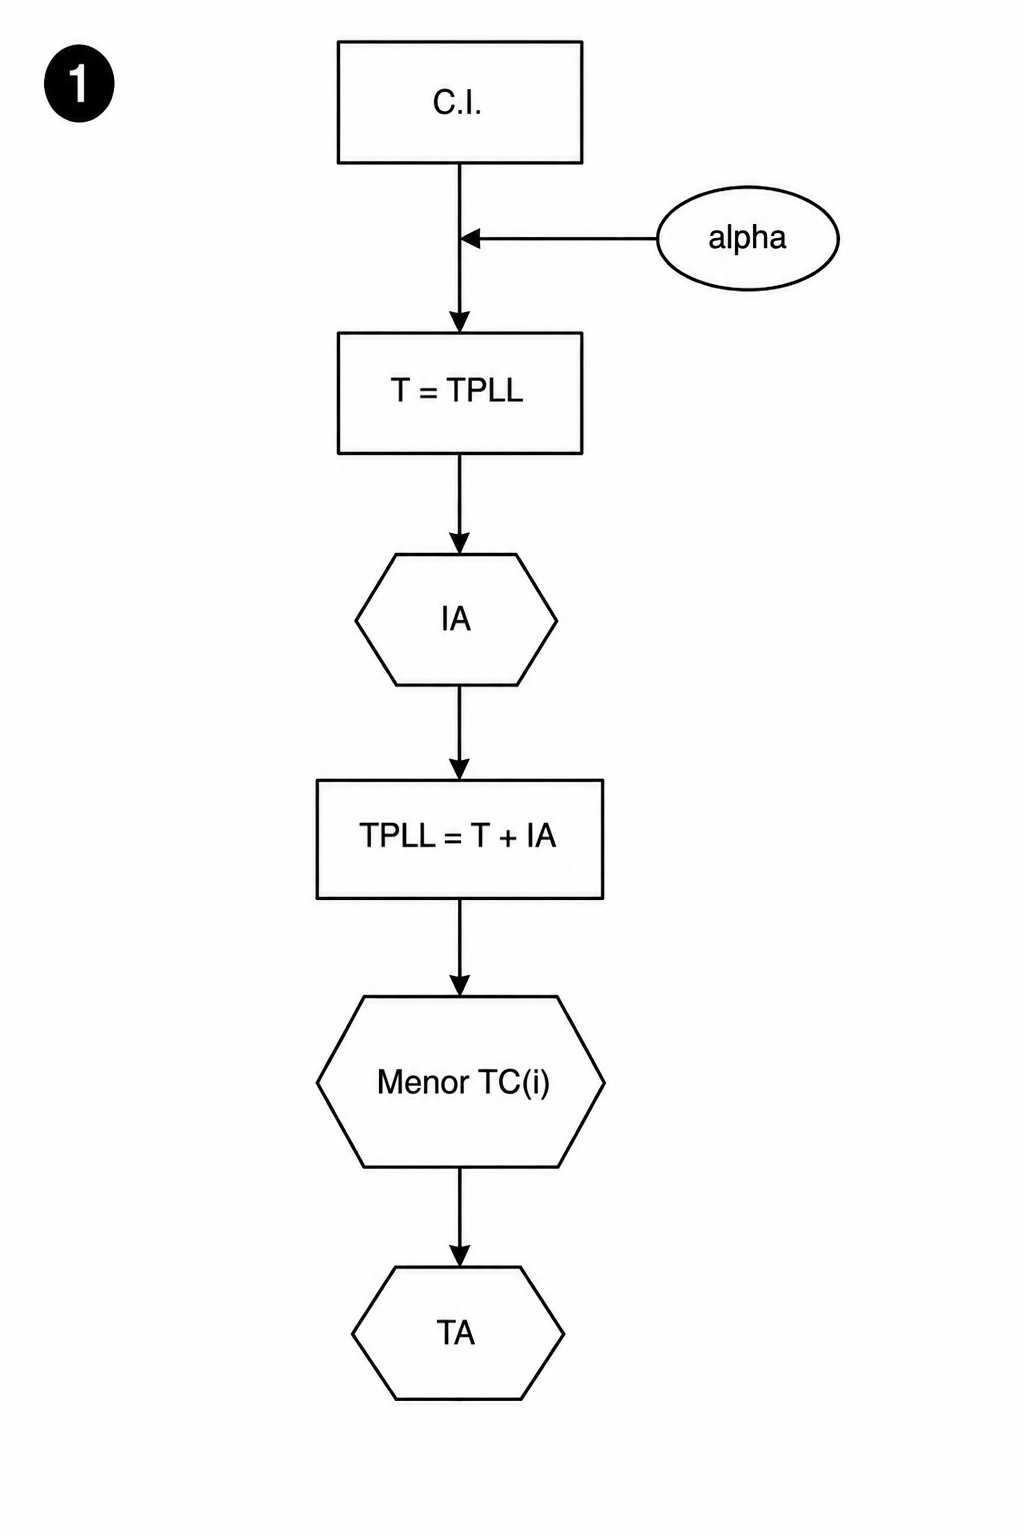 1
C.I.
alpha
T = TPLL
IA
TPLL = T + IA
Menor TC(i)
TA